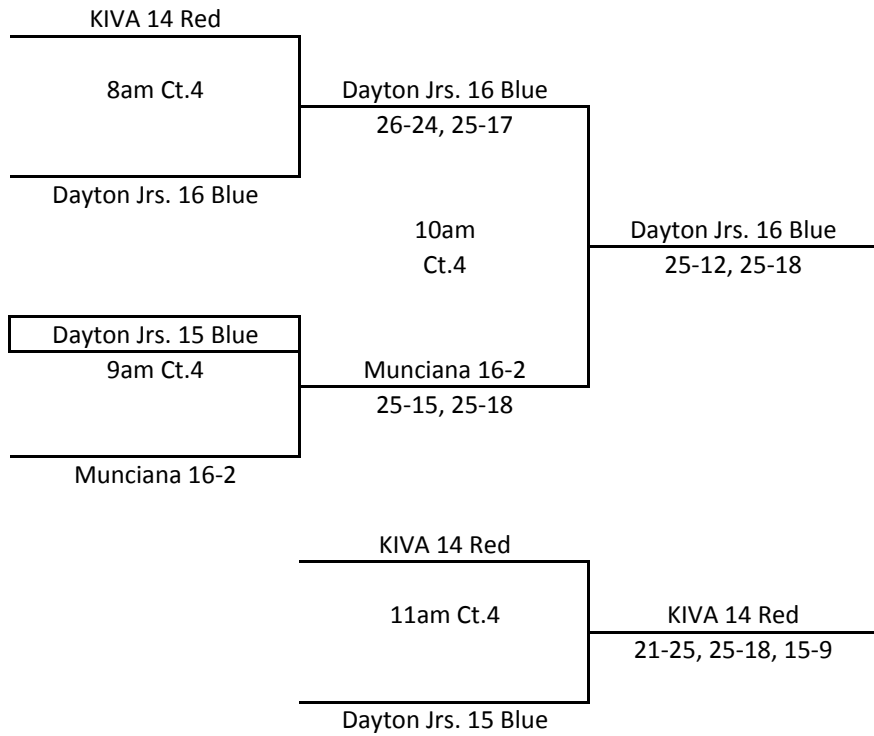 KIVA 14 Red
8am Ct.4
Dayton Jrs. 16 Blue
26-24, 25-17
Dayton Jrs. 16 Blue
10am
Ct.4
Dayton Jrs. 16 Blue
25-12, 25-18
Dayton Jrs. 15 Blue
9am Ct.4
Munciana 16-2
25-15, 25-18
Munciana 16-2
KIVA 14 Red
11am Ct.4
KIVA 14 Red
21-25, 25-18, 15-9
Dayton Jrs. 15 Blue